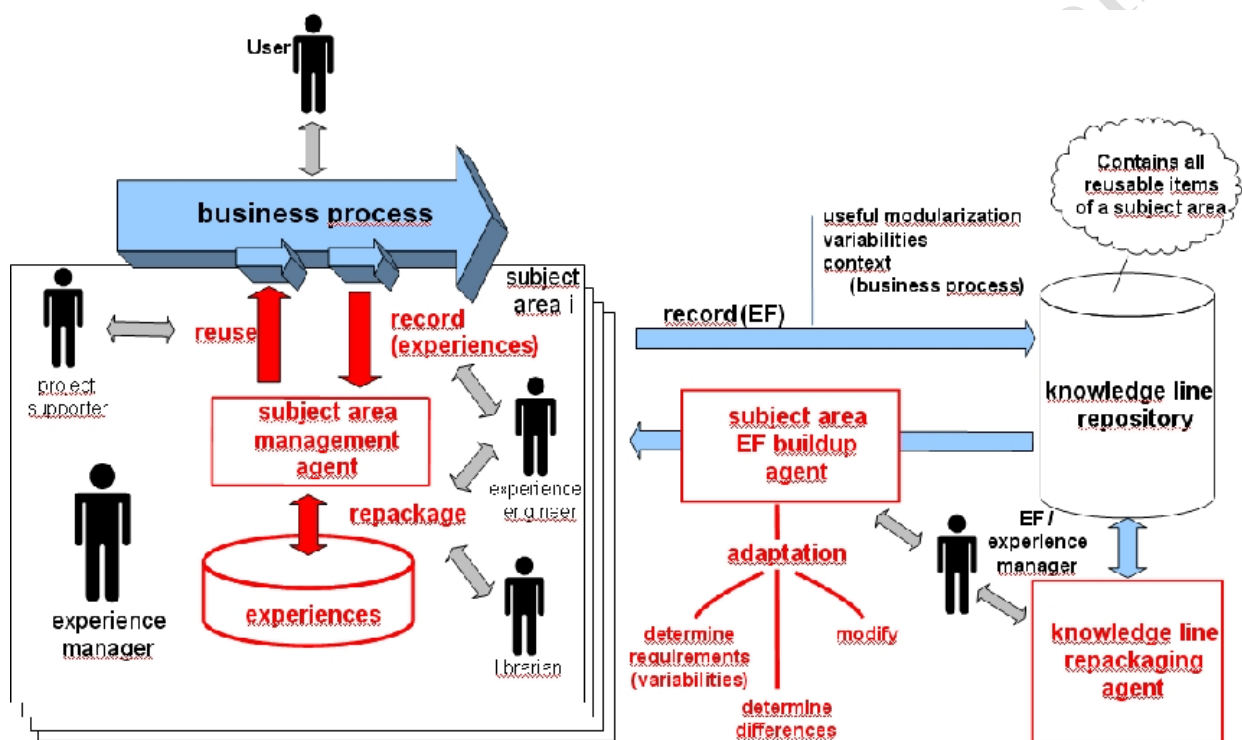 User
business process
subject
area i
reuse
record
(experiences)
project
supporter
subject area
management
agent
experience
engineer
repackage
experiences
experience
manager
librarian
Contains all
reusable items
of a subject area
useful modularization
variabilities
context
(business process)
record (EF)
knowledge line
repository
subject area
EF buildup
agent
EF /
experience
manager
adaptation
determine
requirements
(variabilities)
modify
determine
differences
knowledge line
repackaging
agent